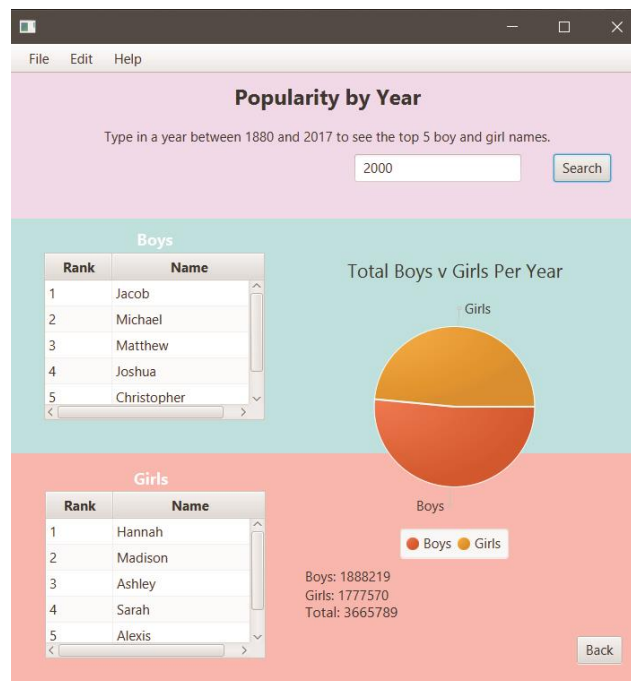 File Edit Help
Popularity by Year
Type in a year between 1880 and 2017 to see the top 5 boy and girl names.
2000 Search
Boys
Rank Name
1 Jacob
2 Michael
3 Matthew
4 Joshua
5 Christopher
Total Boys v Girls Per Year
Girls
Boys
Boys Girls
Girls
Rank Name
1 Hannah
2 Madison
3 Ashley
4 Sarah
5 Alexis
Boys: 1888219
Girls: 1777570
Total: 3665789
Back